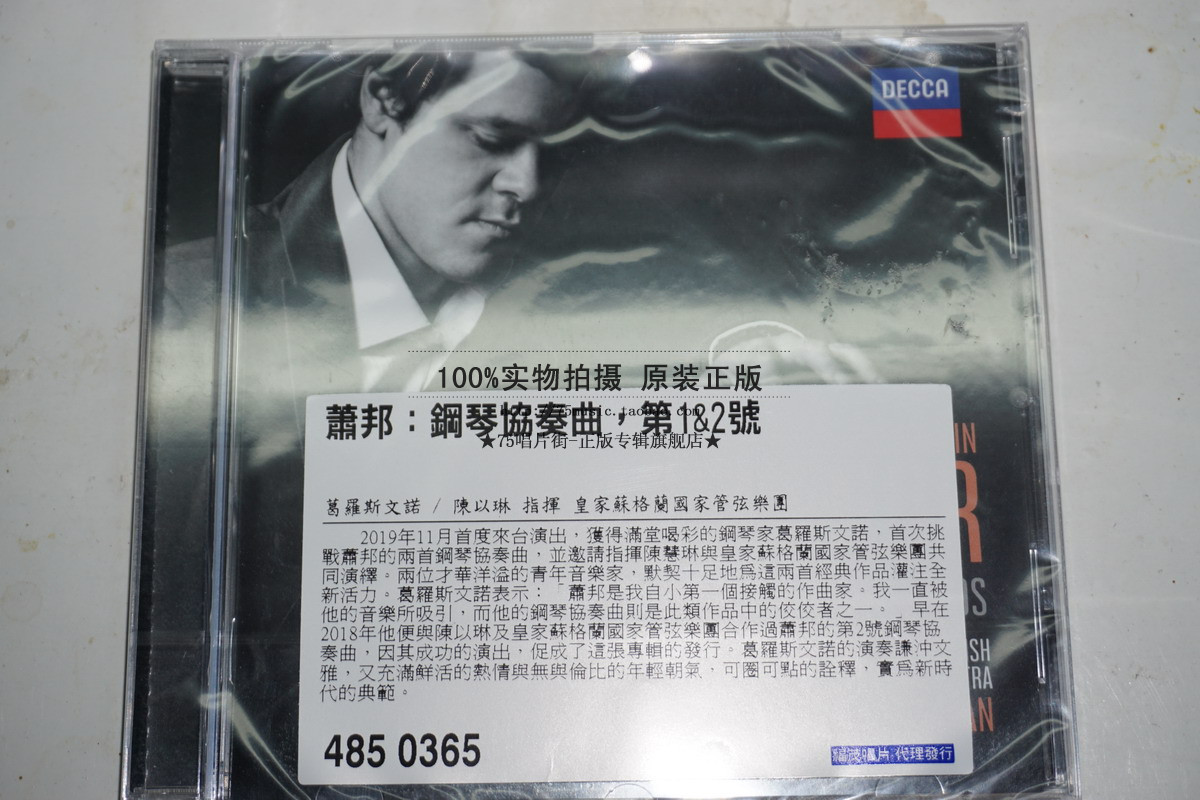 DECCA
100%实物拍摄 原装正版
http://75music.taobao.com
★75唱片街-正版专辑旗舰店★
蕭邦：鋼琴協奏曲，第1&2號
IN
R
OS
葛羅斯文諾 / 陳以琳 指揮 皇家蘇格蘭國家管弦樂團
2019年11月首度來台演出，獲得滿堂喝彩的鋼琴家葛羅斯文諾，首次挑
戰蕭邦的兩首鋼琴協奏曲，並邀請指揮陳慧琳與皇家蘇格蘭國家管弦樂團共
同演繹。兩位才華洋溢的青年音樂家，默契十足地為這兩首經典作品灌注全
新活力。葛羅斯文諾表示：「蕭邦是我自小第一個接觸的作曲家。我一直被
他的音樂所吸引，而他的鋼琴協奏曲則是此類作品中的佼佼者之一。」早在
2018年他便與陳以琳及皇家蘇格蘭國家管弦樂團合作過蕭邦的第2號鋼琴協
奏曲，因其成功的演出，促成了這張專輯的發行。葛羅斯文諾的演奏謙沖文
雅，又充滿鮮活的熱情與無與倫比的年輕朝氣，可圈可點的詮釋，實為新時
代的典範。
SH
TRA
AN
485 0365
福茂唱片 代理發行